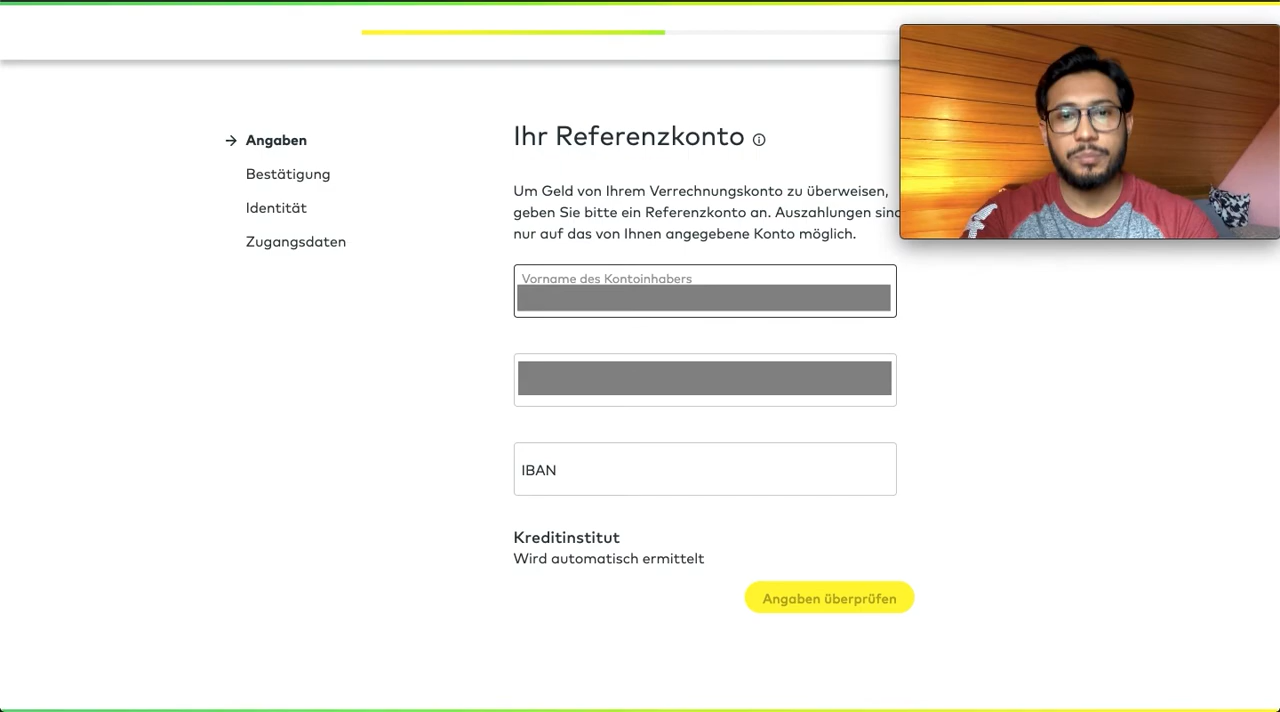 Angaben
Bestätigung
Identität
Zugangsdaten
Ihr Referenzkonto
Um Geld von Ihrem Verrechnungskonto zu überweisen,
geben Sie bitte ein Referenzkonto an. Auszahlungen sind
nur auf das von Ihnen angegebene Konto möglich.
Vorname des Kontoinhabers
IBAN
Kreditinstitut
Wird automatisch ermittelt
Angaben überprüfen